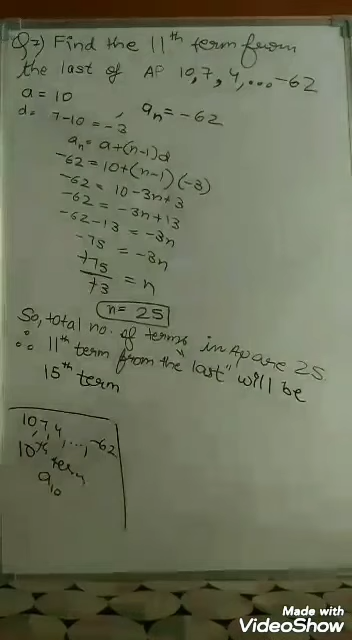 Q7) Find the 11th term from
the last of AP 10, 7, 4, ... -62
a = 10
an = -62
d = 7-10 = -3
an = a+(n-1)d
-62 = 10+(n-1)(-3)
-62 = 10-3n+3
-62 = -3n+13
-62-13 = -3n
-75 = -3n
+75/+3 = n
n = 25
So, total no. of terms in Ap are 25.
∴ 11th term from the "last" will be
15th term
10, 7, 4, ..., -62
10th term
a10
Made with
VideoShow